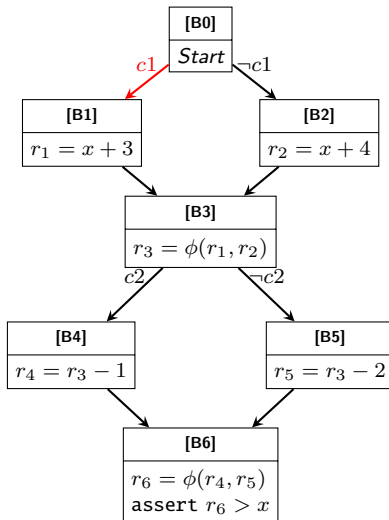 [B0]
Start
c1 ¬c1
[B1] [B2]
r₁ = x + 3 r₂ = x + 4
[B3]
r₃ = ϕ(r₁, r₂)
c2 ¬c2
[B4] [B5]
r₄ = r₃ − 1 r₅ = r₃ − 2
[B6]
r₆ = ϕ(r₄, r₅)
assert r₆ > x